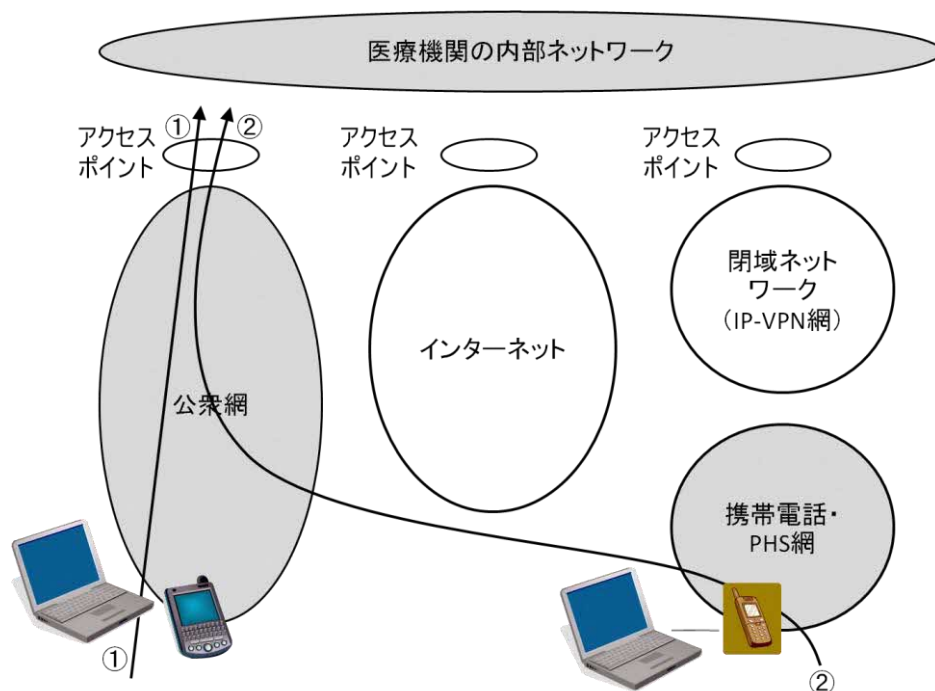 医療機関の内部ネットワーク
① ②
アクセス
ポイント
アクセス
ポイント
アクセス
ポイント
閉域ネット
ワーク
（IP-VPN網）
インターネット
公衆網
携帯電話・
PHS網
①
②